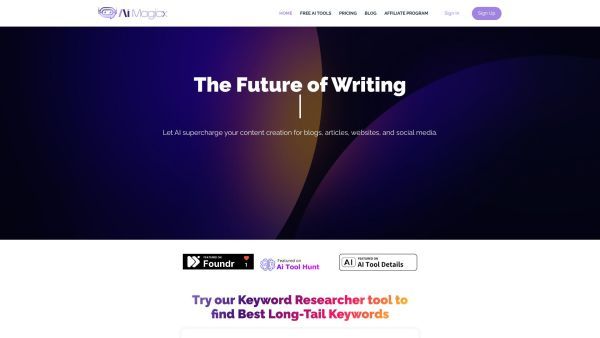 Ai Magicx
HOME FREE AI TOOLS PRICING BLOG AFFILIATE PROGRAM Sign In Sign Up
The Future of Writing
Let AI supercharge your content creation for blogs, articles, websites, and social media.
FEATURED ON
Foundr 1
Featured on
Ai Tool Hunt
FEATURED ON
AI AI Tool Details
Try our Keyword Researcher tool to
find Best Long-Tail Keywords